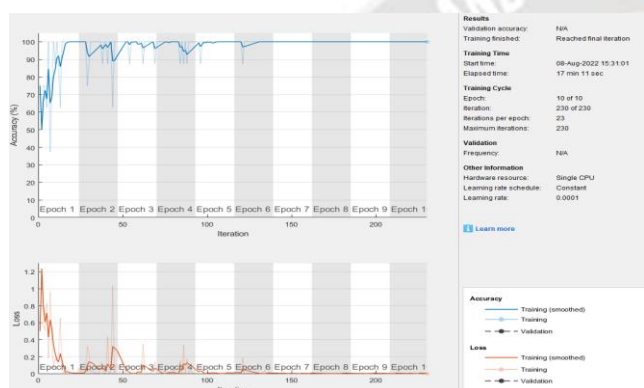 Results
Validation accuracy: N/A
Training finished: Reached final iteration
Training Time
Start time: 08-Aug-2022 15:31:01
Elapsed time: 17 min 11 sec
Training Cycle
Epoch: 10 of 10
Iteration: 230 of 230
Iterations per epoch: 23
Maximum iterations: 230
Validation
Frequency: N/A
Other Information
Hardware resource: Single CPU
Learning rate schedule: Constant
Learning rate: 0.0001
Learn more
Accuracy
Training (smoothed)
Training
Validation
Loss
Training (smoothed)
Training
Validation
Accuracy (%)
100
90
80
70
60
50
40
30
20
10
0
Epoch 1 Epoch 2 Epoch 3 Epoch 4 Epoch 5 Epoch 6 Epoch 7 Epoch 8 Epoch 9 Epoch 1
0 50 100 150 200
Iteration
Loss
1.2
1
0.8
0.6
0.4
0.2
0
Epoch 1 Epoch 2 Epoch 3 Epoch 4 Epoch 5 Epoch 6 Epoch 7 Epoch 8 Epoch 9 Epoch 1
0 50 100 150 200